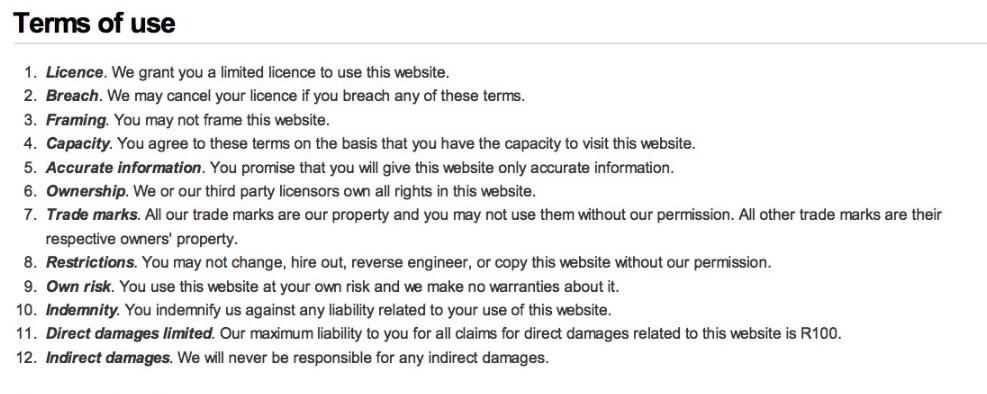 Terms of use
1. Licence. We grant you a limited licence to use this website.
2. Breach. We may cancel your licence if you breach any of these terms.
3. Framing. You may not frame this website.
4. Capacity. You agree to these terms on the basis that you have the capacity to visit this website.
5. Accurate information. You promise that you will give this website only accurate information.
6. Ownership. We or our third party licensors own all rights in this website.
7. Trade marks. All our trade marks are our property and you may not use them without our permission. All other trade marks are their
respective owners' property.
8. Restrictions. You may not change, hire out, reverse engineer, or copy this website without our permission.
9. Own risk. You use this website at your own risk and we make no warranties about it.
10. Indemnity. You indemnify us against any liability related to your use of this website.
11. Direct damages limited. Our maximum liability to you for all claims for direct damages related to this website is R100.
12. Indirect damages. We will never be responsible for any indirect damages.